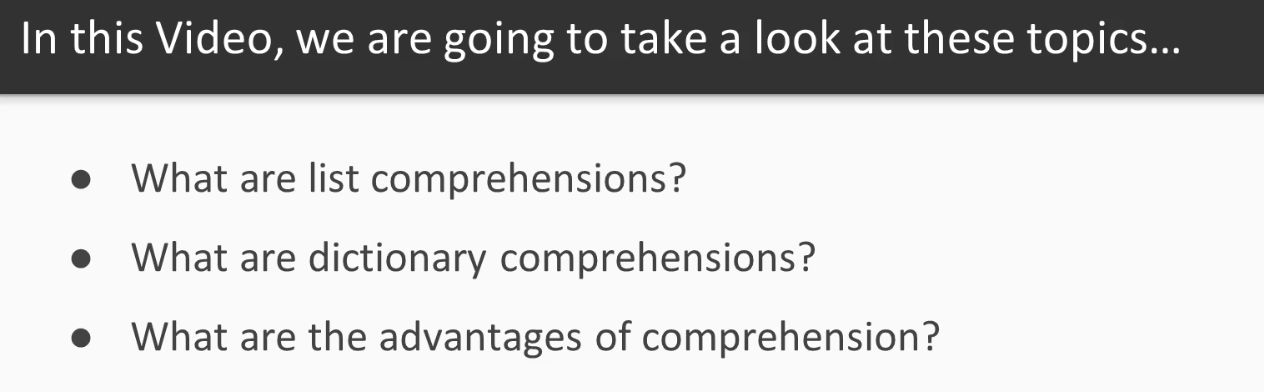 In this Video, we are going to take a look at these topics...
● What are list comprehensions?
● What are dictionary comprehensions?
● What are the advantages of comprehension?